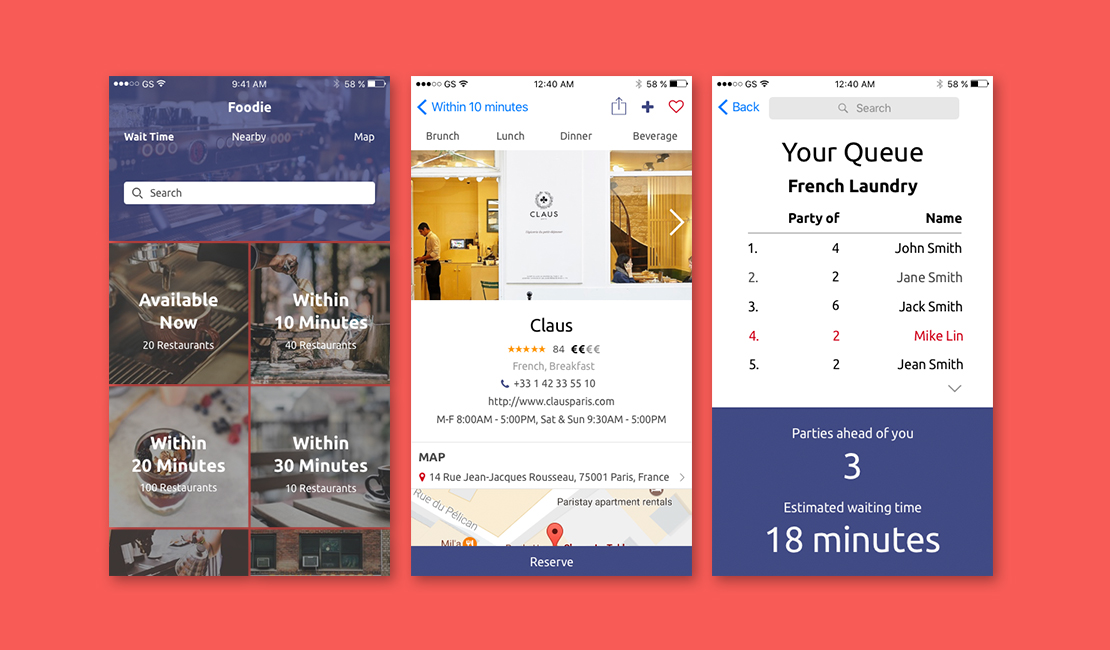 GS 9:41 AM 58 %
Foodie
Wait Time Nearby Map
Search
Available
Now
20 Restaurants
Within
10 Minutes
40 Restaurants
Within
20 Minutes
100 Restaurants
Within
30 Minutes
10 Restaurants
GS 12:40 AM 58 %
Within 10 minutes
Brunch Lunch Dinner Beverage
CLAUS
Claus
84 €€€€
French, Breakfast
+33 1 42 33 55 10
http://www.clausparis.com
M-F 8:00AM - 5:00PM, Sat & Sun 9:30AM - 5:00PM
MAP
14 Rue Jean-Jacques Rousseau, 75001 Paris, France
Rue du Pélican
Paristay apartment rentals
Reserve
GS 12:40 AM 58 %
Back Search
Your Queue
French Laundry
Party of Name
1. 4 John Smith
2. 2 Jane Smith
3. 6 Jack Smith
4. 2 Mike Lin
5. 2 Jean Smith
Parties ahead of you
3
Estimated waiting time
18 minutes